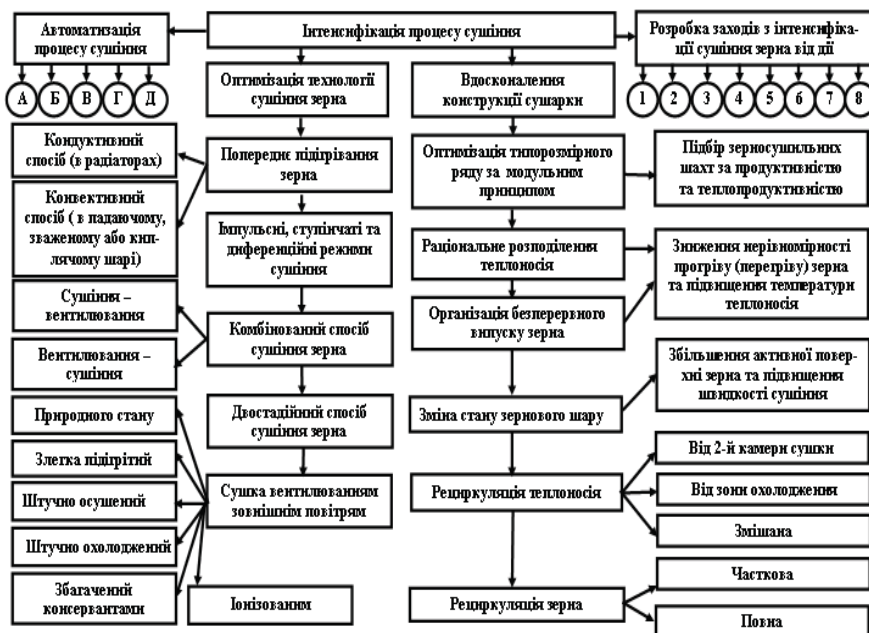 Інтенсифікація процесу сушіння
Автоматизація
процесу сушіння
А Б В Г Д
Розробка заходів з інтенсифіка-
ції сушіння зерна від дії
1 2 3 4 5 6 7 8
Оптимізація технології
сушіння зерна
Вдосконалення
конструкції сушарки
Кондуктивний
спосіб (в радіаторах)
Конвективний
спосіб ( в падаючому,
зваженому або кип-
лячому шарі)
Сушіння –
вентилювання
Вентилювання –
сушіння
Природного стану
Злегка підігрітий
Штучно осушений
Штучно охолоджений
Збагачений
консервантами
Попереднє підігрівання
зерна
Імпульсні, ступінчаті та
диференційні режими
сушіння
Комбінований спосіб
сушіння зерна
Двостадійний спосіб
сушіння зерна
Сушка вентилюванням
зовнішнім повітрям
Іонізованим
Оптимізація типорозмірного
ряду за модульним
принципом
Раціональне розподілення
теплоносія
Організація безперервного
випуску зерна
Зміна стану зернового шару
Рециркуляція теплоносія
Рециркуляція зерна
Підбір зерносушильних
шахт за продуктивністю
та теплопродуктивністю
Зниження нерівномірності
прогріву (перегріву) зерна
та підвищення температури
теплоносія
Збільшення активної повер-
хні зерна та підвищення
швидкості сушіння
Від 2-й камери сушки
Від зони охолодження
Змішана
Часткова
Повна